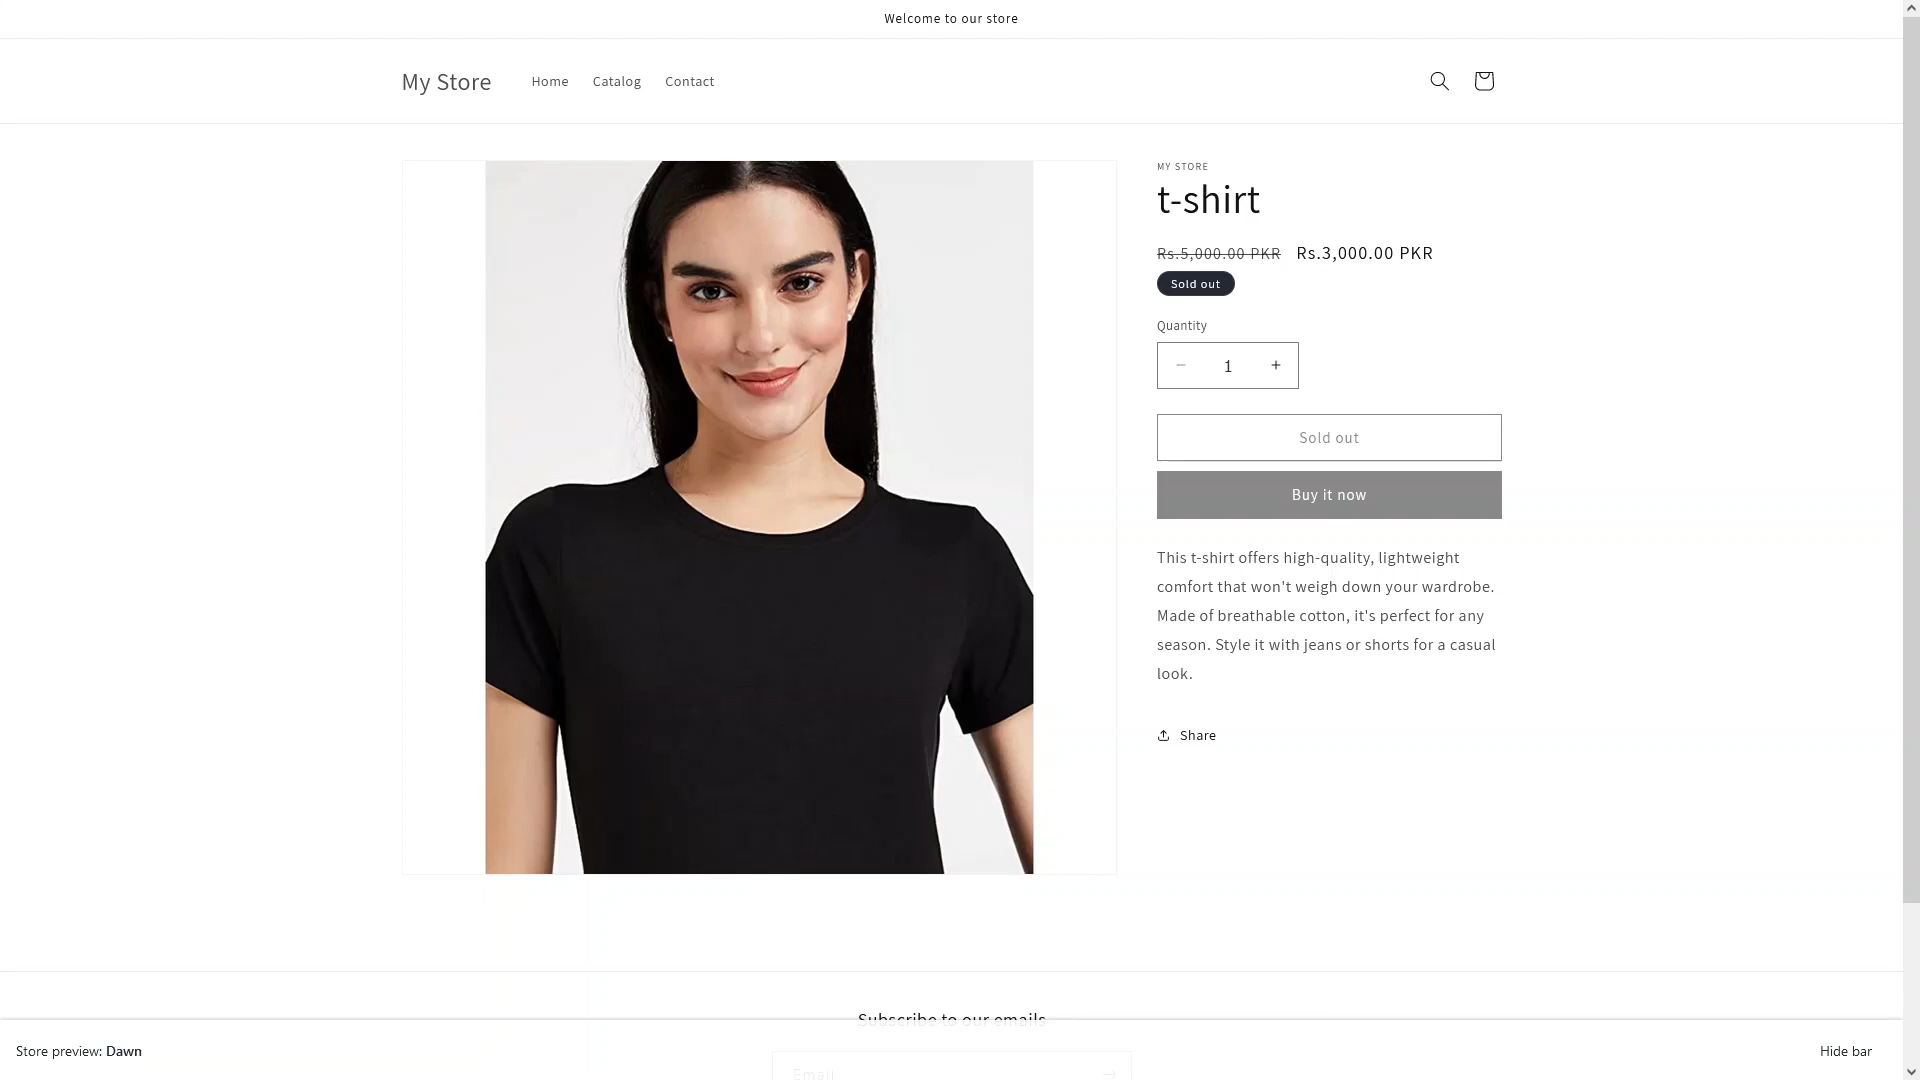 Welcome to our store
My Store
Home
Catalog
Contact
MY STORE
t-shirt
Rs.5,000.00 PKR Rs.3,000.00 PKR
Sold out
Quantity
− 1 +
Sold out
Buy it now
This t-shirt offers high-quality, lightweight
comfort that won't weigh down your wardrobe.
Made of breathable cotton, it's perfect for any
season. Style it with jeans or shorts for a casual
look.
Share
Subscribe to our emails
Store preview: Dawn
Hide bar
Email